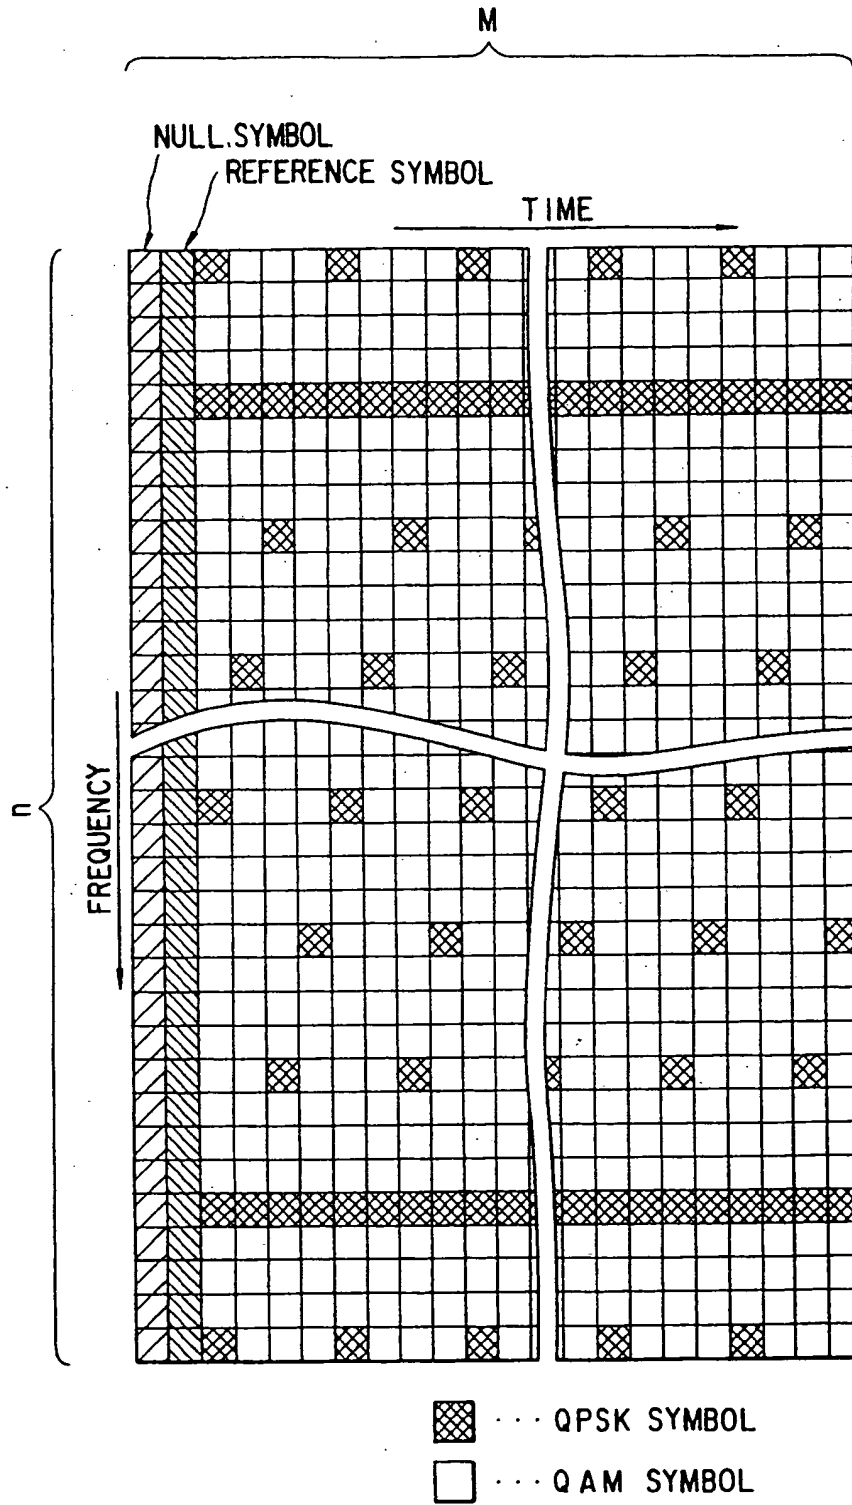 M
NULL.SYMBOL
REFERENCE SYMBOL
TIME
n
FREQUENCY
··· QPSK SYMBOL
··· QAM SYMBOL